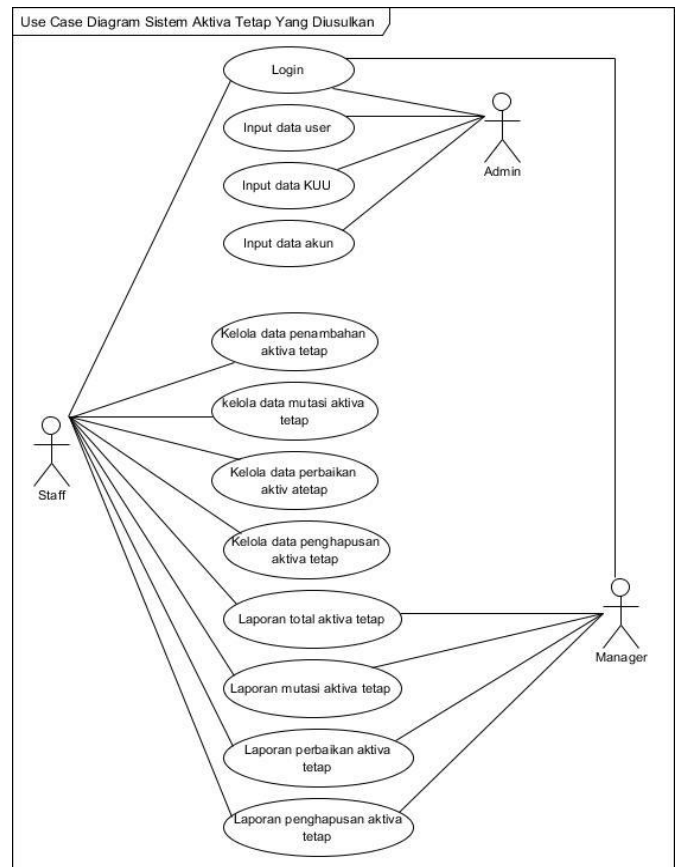 Use Case Diagram Sistem Aktiva Tetap Yang Diusulkan
Login
Input data user
Admin
Input data KUU
Input data akun
Kelola data penambahan
aktiva tetap
kelola data mutasi aktiva
tetap
Staff
Kelola data perbaikan
aktiv atetap
Kelola data penghapusan
aktiva tetap
Laporan total aktiva tetap
Manager
Laporan mutasi aktiva tetap
Laporan perbaikan aktiva
tetap
Laporan penghapusan aktiva
tetap